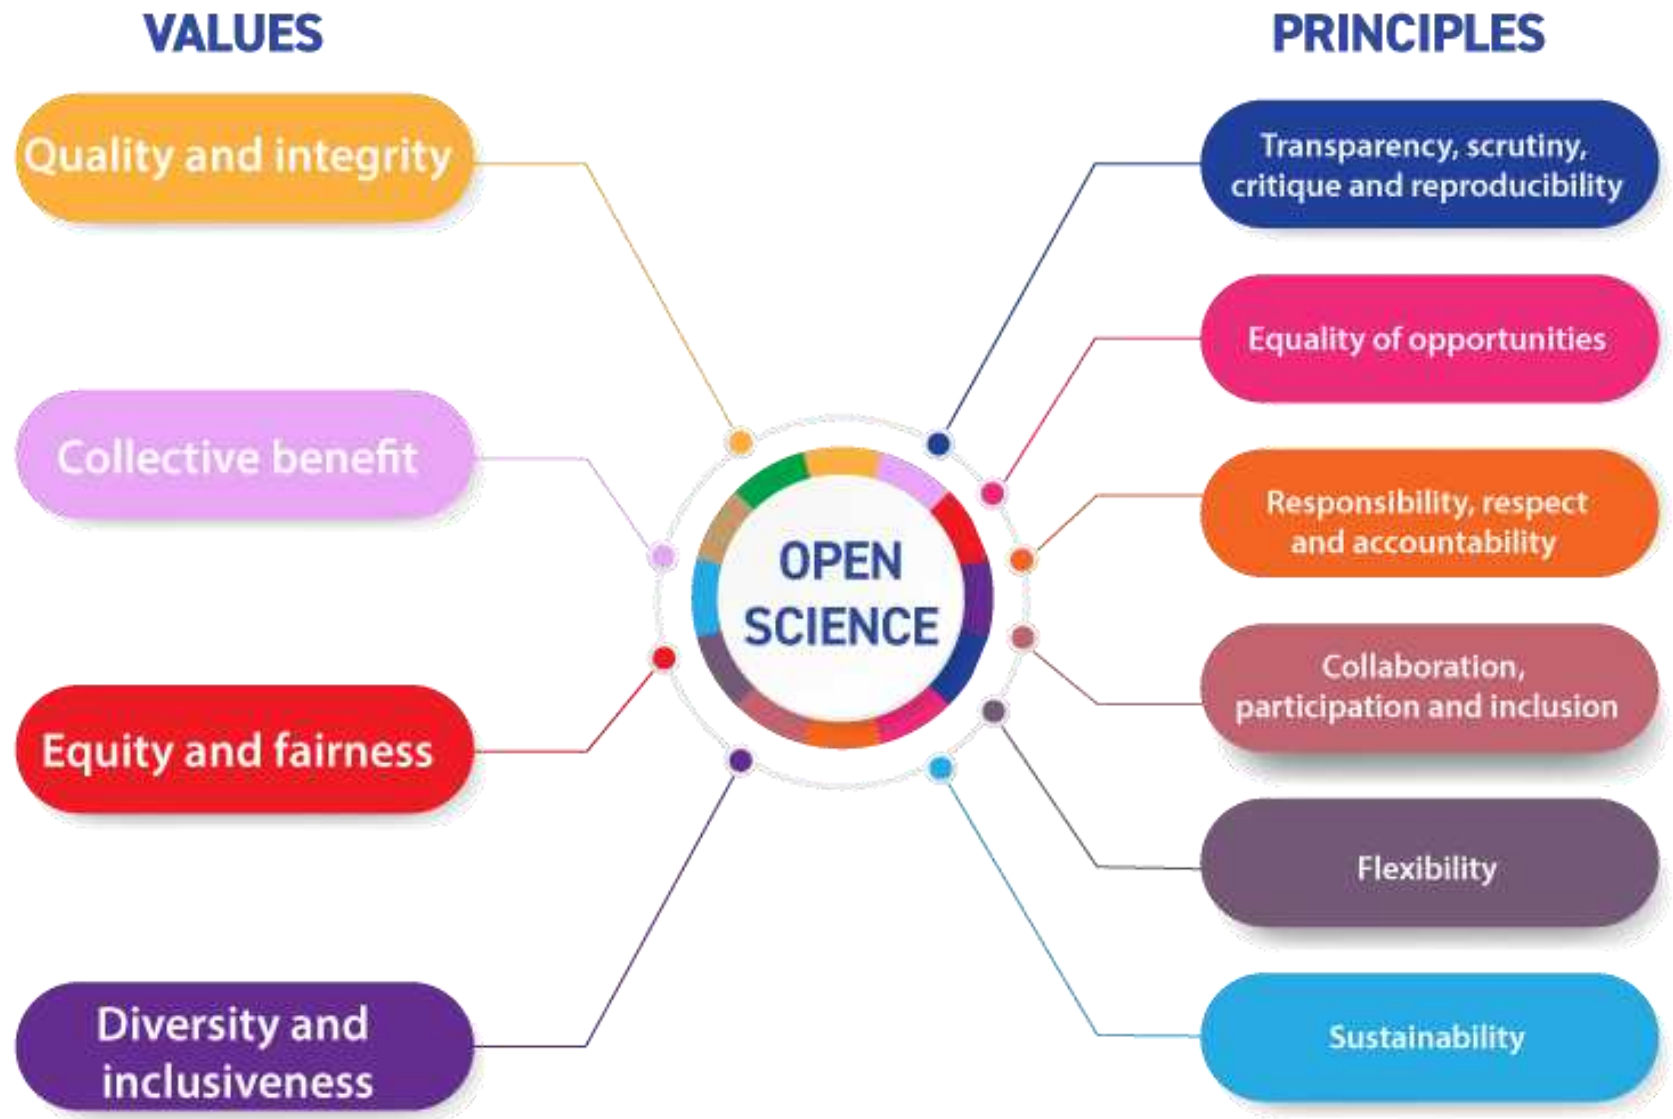 VALUES
Quality and integrity
Collective benefit
Equity and fairness
Diversity and
inclusiveness
OPEN
SCIENCE
PRINCIPLES
Transparency, scrutiny,
critique and reproducibility
Equality of opportunities
Responsibility, respect
and accountability
Collaboration,
participation and inclusion
Flexibility
Sustainability